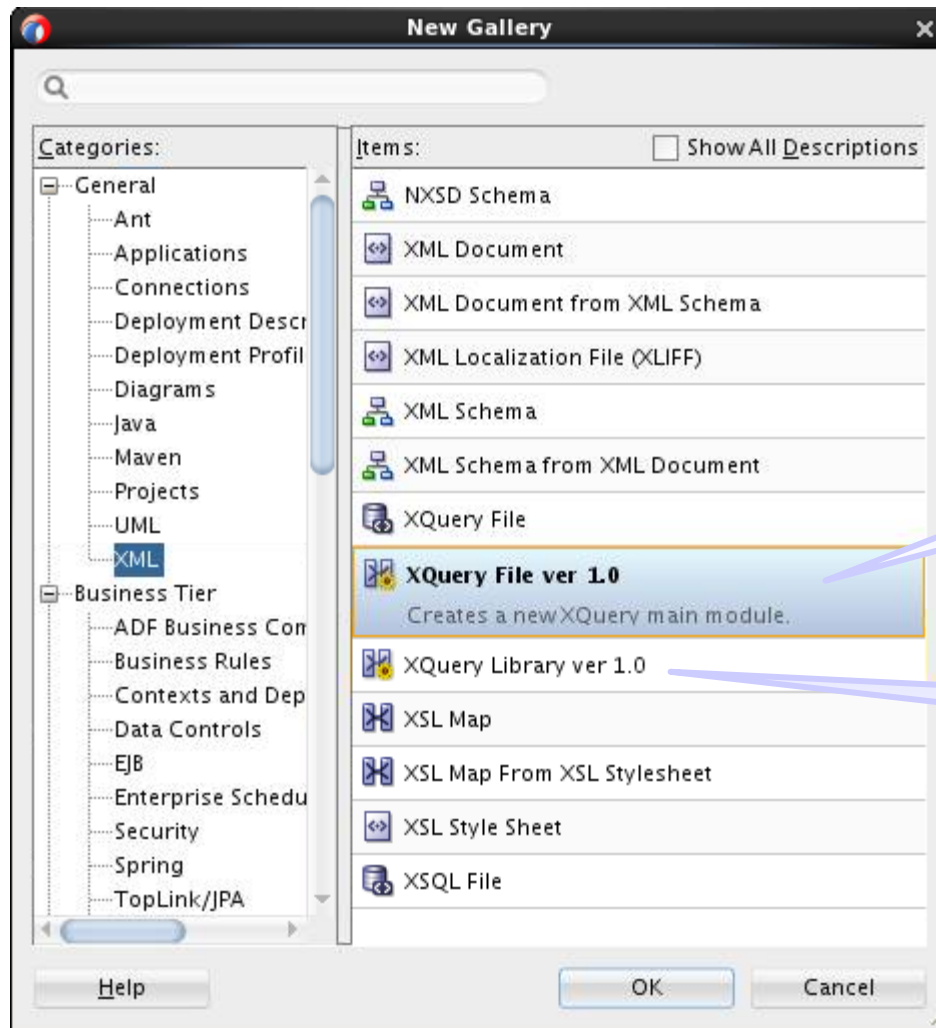 New Gallery
Categories:
General
Ant
Applications
Connections
Deployment Descr
Deployment Profil
Diagrams
Java
Maven
Projects
UML
XML
Business Tier
ADF Business Com
Business Rules
Contexts and Dep
Data Controls
EJB
Enterprise Schedu
Security
Spring
TopLink/JPA
Items:
Show All Descriptions
NXSD Schema
XML Document
XML Document from XML Schema
XML Localization File (XLIFF)
XML Schema
XML Schema from XML Document
XQuery File
XQuery File ver 1.0
Creates a new XQuery main module.
XQuery Library ver 1.0
XSL Map
XSL Map From XSL Stylesheet
XSL Style Sheet
XSQL File
Help
OK
Cancel